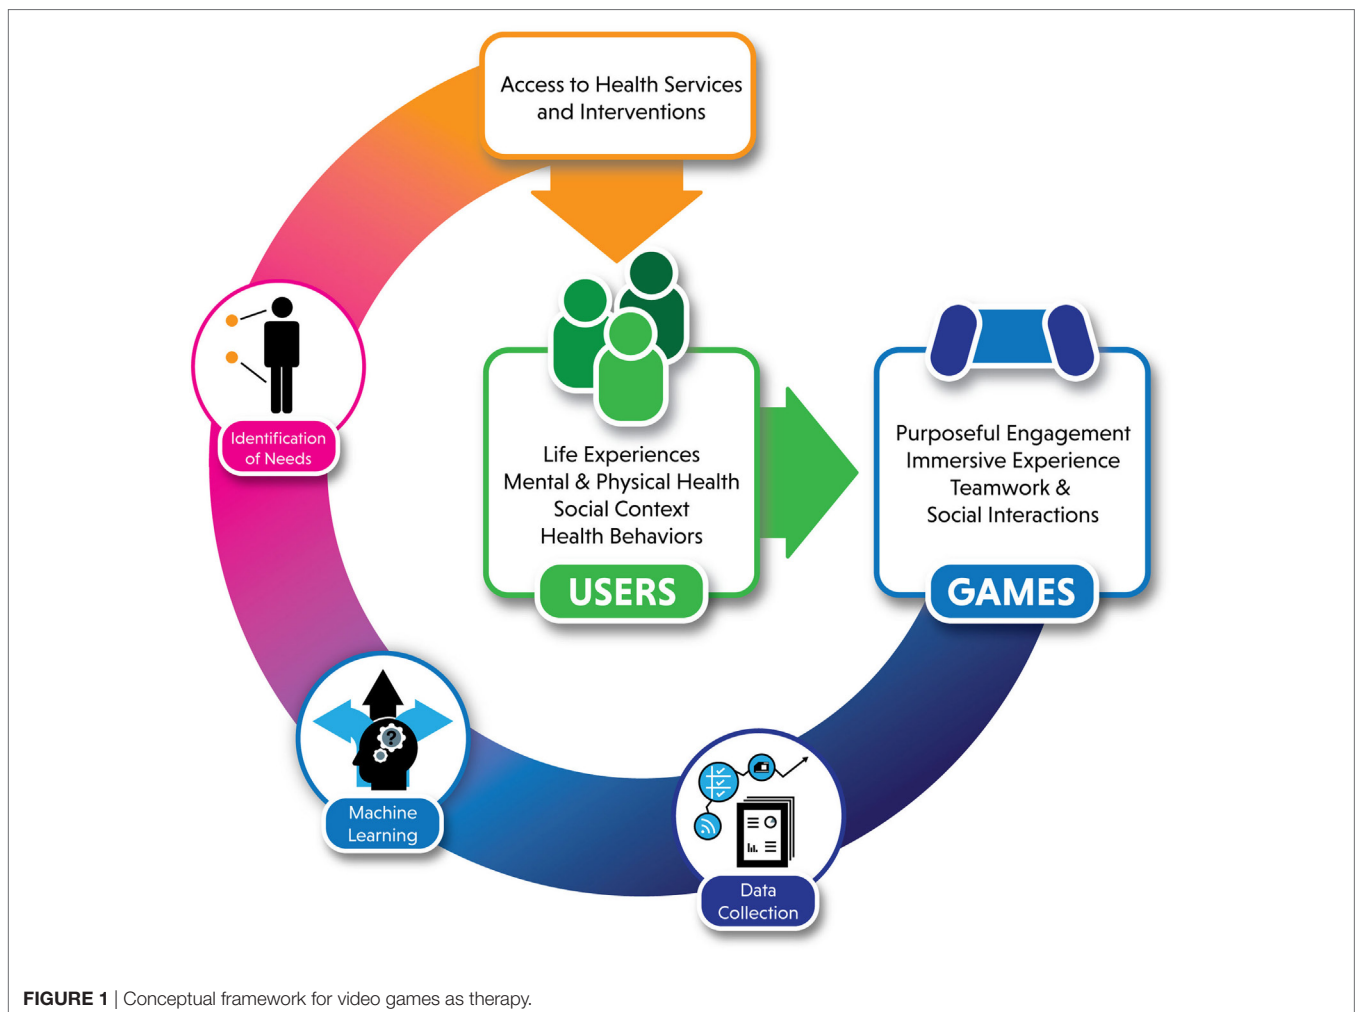 Access to Health Services
and Interventions
Identification
of Needs
Life Experiences
Mental & Physical Health
Social Context
Health Behaviors
USERS
Purposeful Engagement
Immersive Experience
Teamwork &
Social Interactions
GAMES
?
Machine
Learning
Data
Collection
FIGURE 1 | Conceptual framework for video games as therapy.